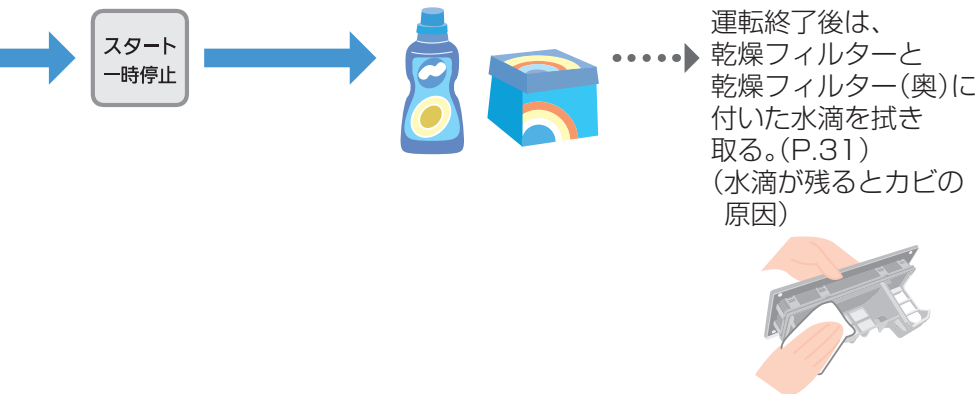 スタート
一時停止
運転終了後は、
乾燥フィルターと
乾燥フィルター(奥)に
付いた水滴を拭き
取る。(P.31)
(水滴が残るとカビの
原因)